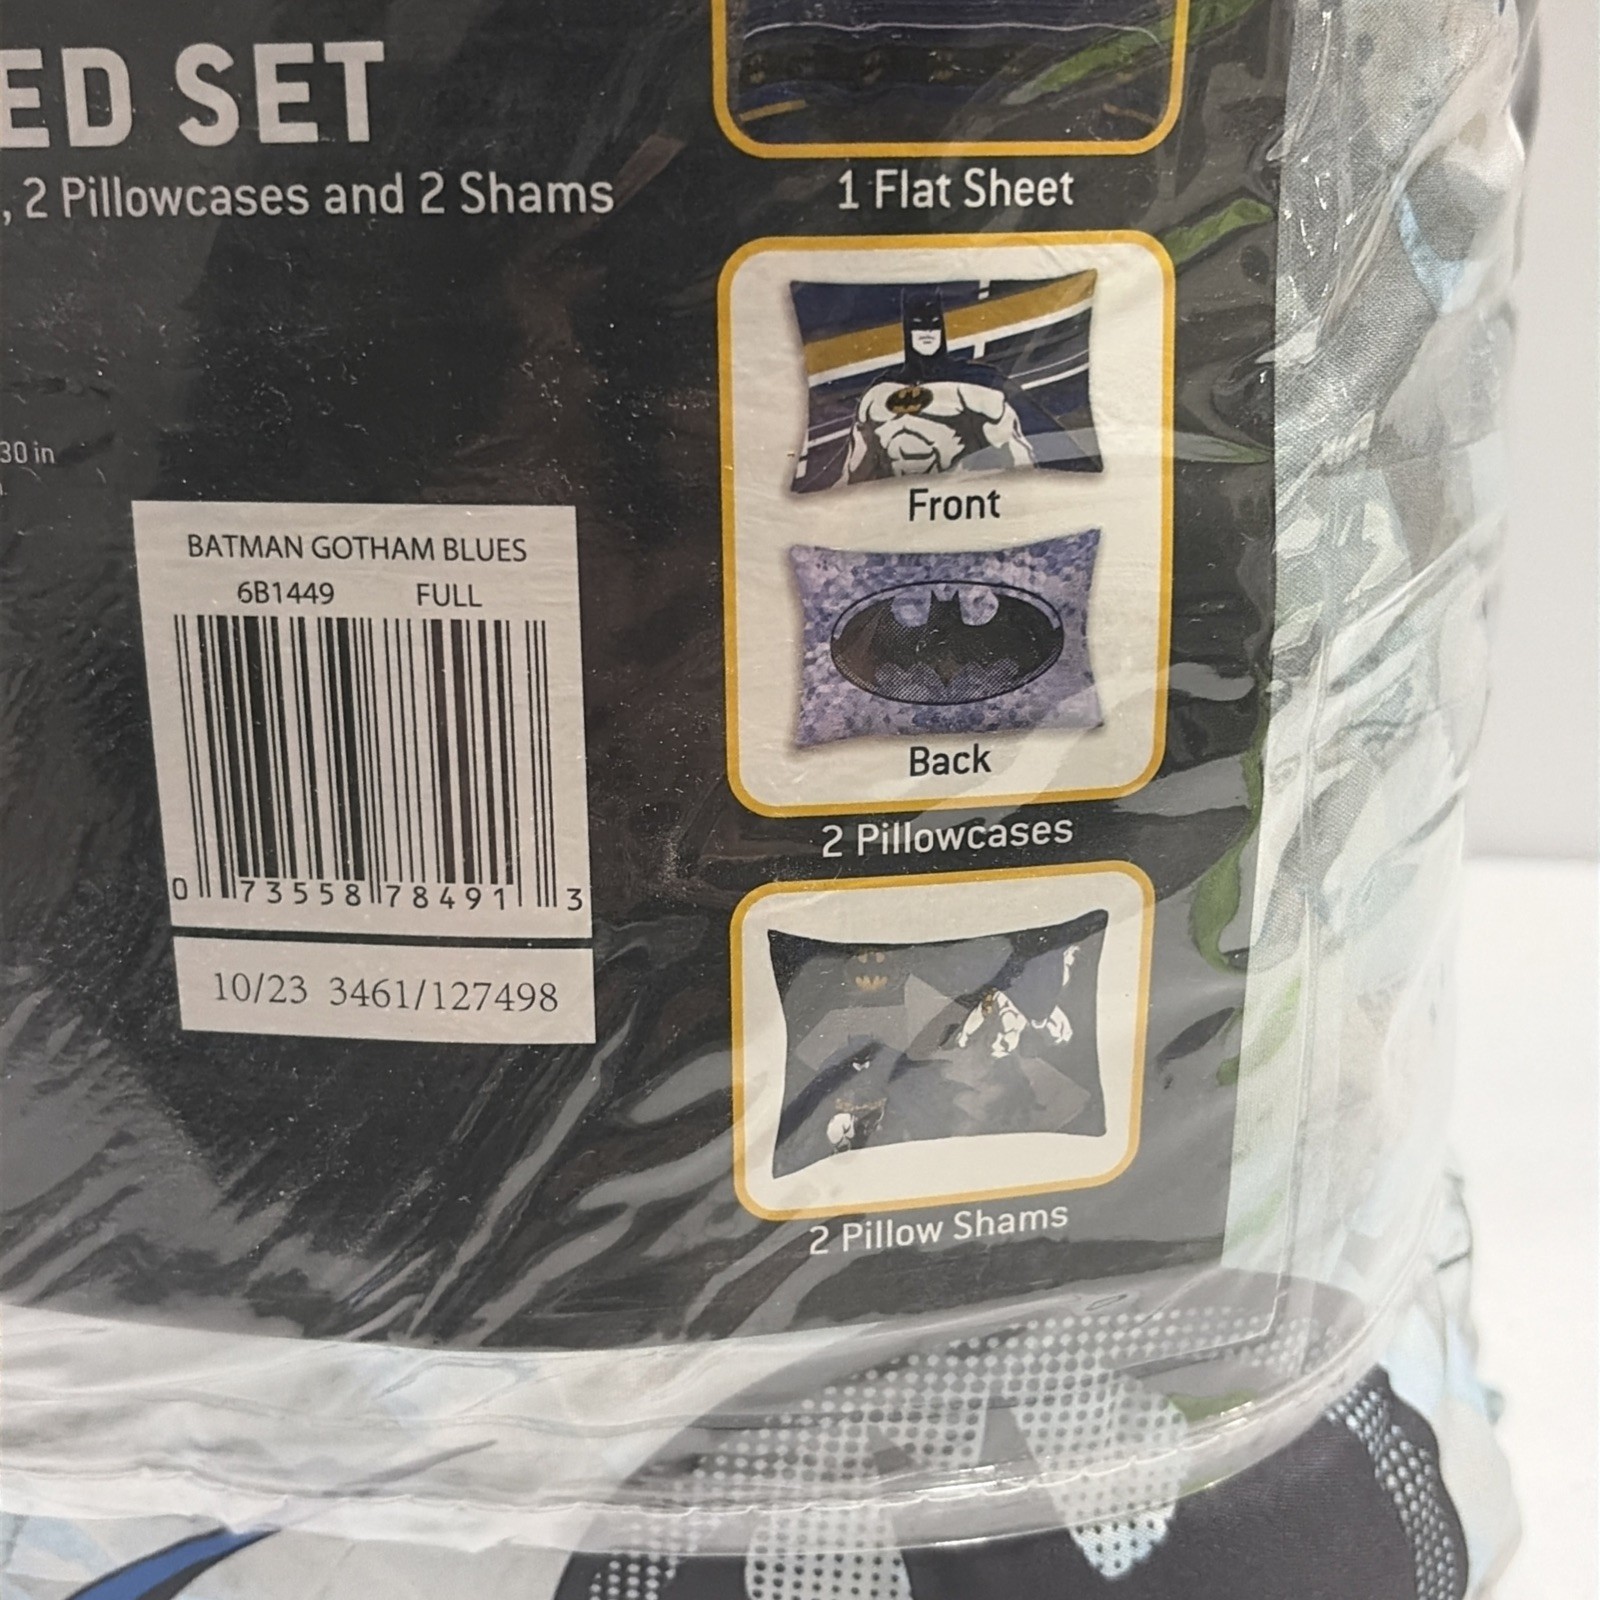 ED SET
, 2 Pillowcases and 2 Shams
30 in
BATMAN GOTHAM BLUES
6B1449 FULL
0 73558 78491 3
10/23 3461/127498
1 Flat Sheet
Front
Back
2 Pillowcases
2 Pillow Shams